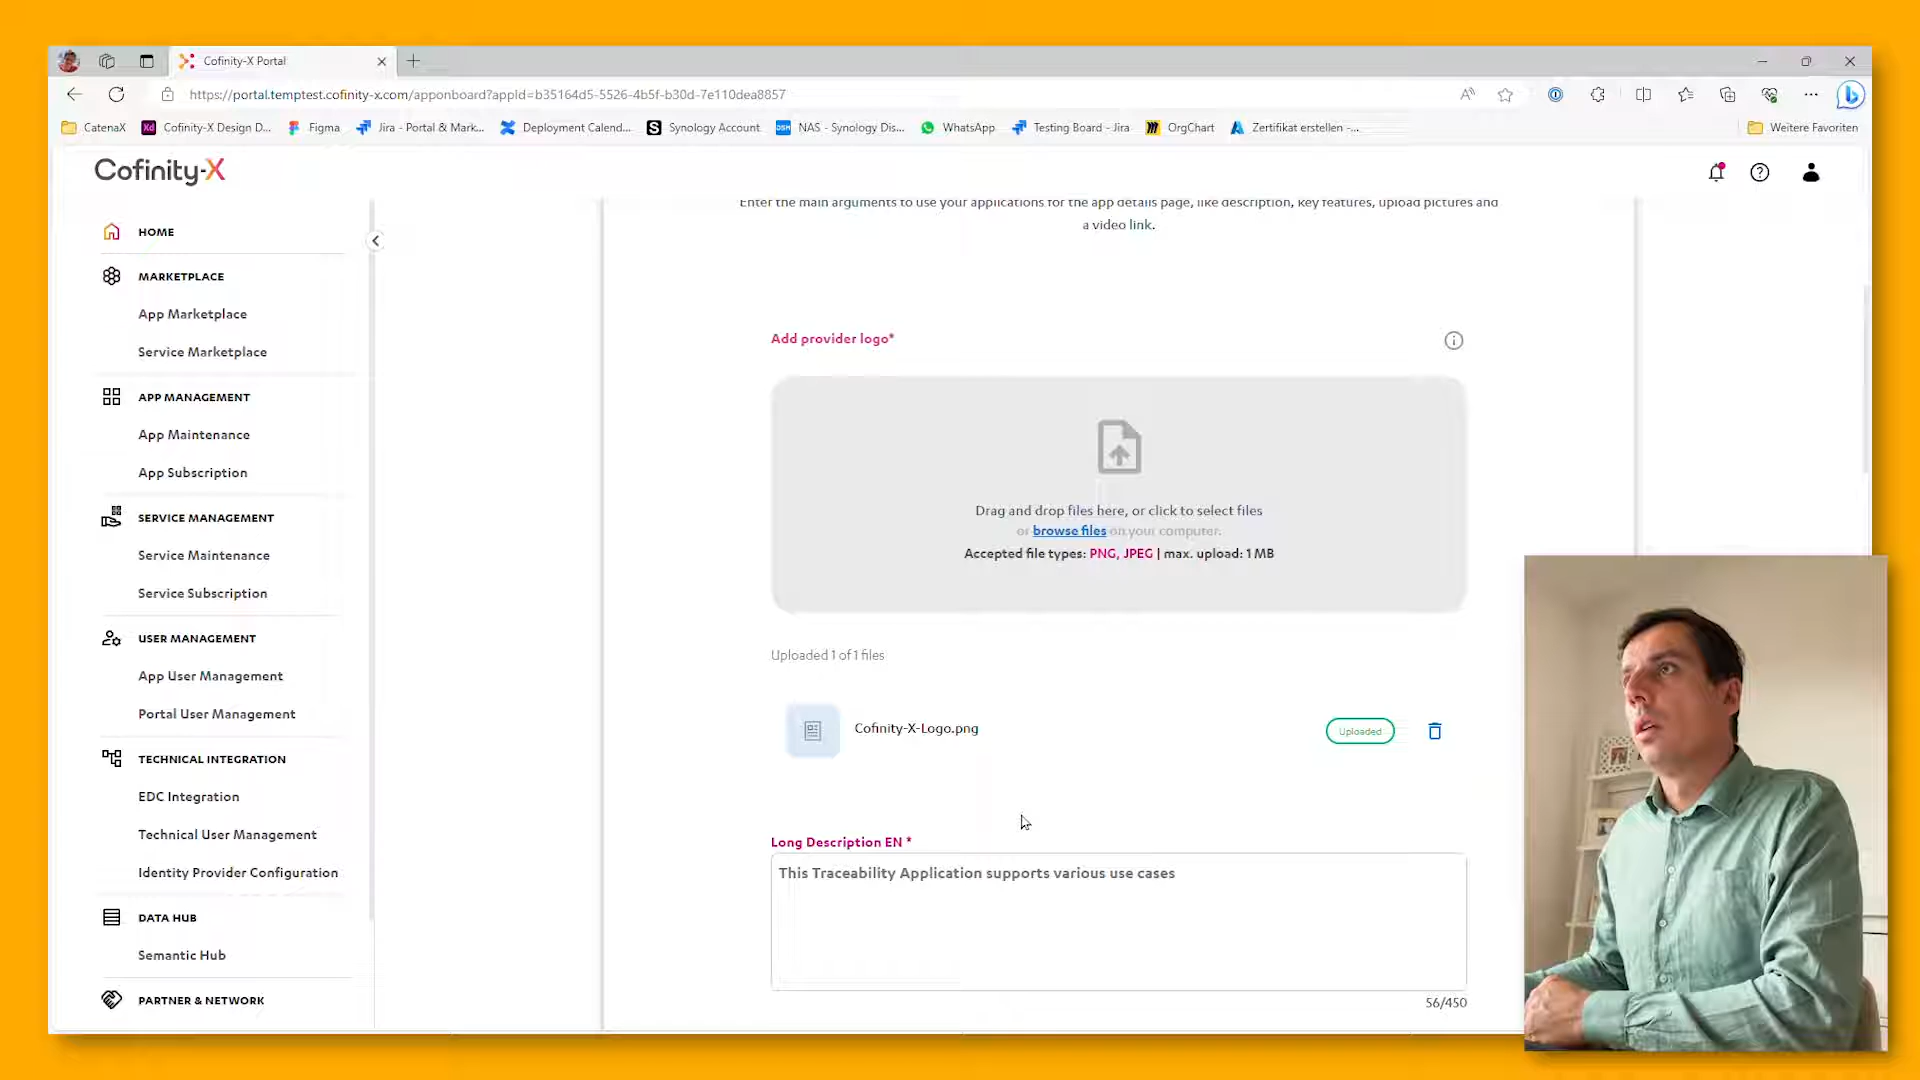 Cofinity-X Portal
https://portal.temptest.cofinity-x.com/apponboard?appId=b35164d5-5526-4b5f-b30d-7e110dea8857
CatenaX
Cofinity-X Design D...
Figma
Jira - Portal & Mark...
Deployment Calend...
Synology Account
NAS - Synology Dis...
WhatsApp
Testing Board - Jira
OrgChart
Zertifikat erstellen -...
Weitere Favoriten
Cofinity-X
HOME
MARKETPLACE
App Marketplace
Service Marketplace
APP MANAGEMENT
App Maintenance
App Subscription
SERVICE MANAGEMENT
Service Maintenance
Service Subscription
USER MANAGEMENT
App User Management
Portal User Management
TECHNICAL INTEGRATION
EDC Integration
Technical User Management
Identity Provider Configuration
DATA HUB
Semantic Hub
PARTNER & NETWORK
Enter the main arguments to use your applications for the app details page, like description, key features, upload pictures and
a video link.
Add provider logo*
Drag and drop files here, or click to select files
or browse files on your computer.
Accepted file types: PNG, JPEG | max. upload: 1 MB
Uploaded 1 of 1 files
Cofinity-X-Logo.png
Uploaded
Long Description EN *
This Traceability Application supports various use cases
56/450